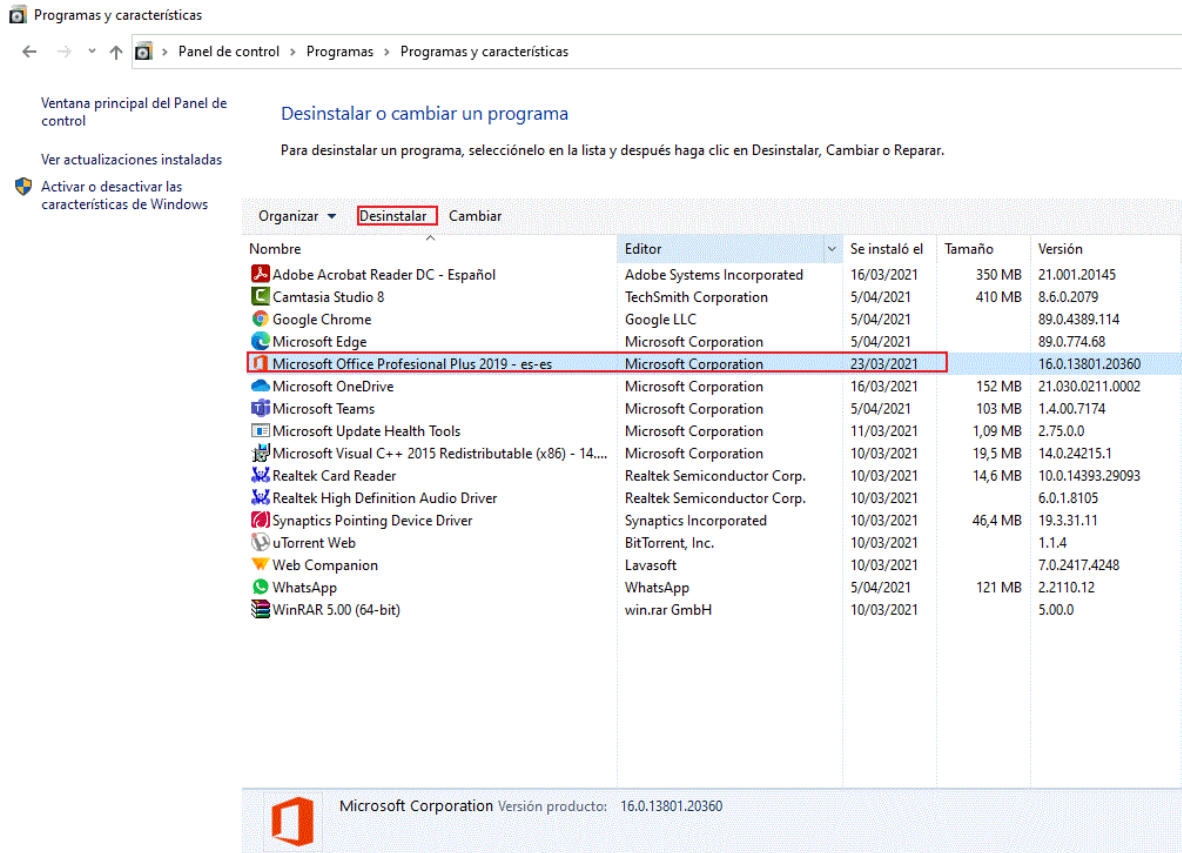 Programas y características
Panel de control > Programas > Programas y características
Ventana principal del Panel de
control
Ver actualizaciones instaladas
Activar o desactivar las
características de Windows
Desinstalar o cambiar un programa
Para desinstalar un programa, selecciónelo en la lista y después haga clic en Desinstalar, Cambiar o Reparar.
Organizar Desinstalar Cambiar
Nombre Editor Se instaló el Tamaño Versión
Adobe Acrobat Reader DC - Español Adobe Systems Incorporated 16/03/2021 350 MB 21.001.20145
Camtasia Studio 8 TechSmith Corporation 5/04/2021 410 MB 8.6.0.2079
Google Chrome Google LLC 5/04/2021 89.0.4389.114
Microsoft Edge Microsoft Corporation 5/04/2021 89.0.774.68
Microsoft Office Profesional Plus 2019 - es-es Microsoft Corporation 23/03/2021 16.0.13801.20360
Microsoft OneDrive Microsoft Corporation 16/03/2021 152 MB 21.030.0211.0002
Microsoft Teams Microsoft Corporation 5/04/2021 103 MB 1.4.00.7174
Microsoft Update Health Tools Microsoft Corporation 11/03/2021 1,09 MB 2.75.0.0
Microsoft Visual C++ 2015 Redistributable (x86) - 14.... Microsoft Corporation 10/03/2021 19,5 MB 14.0.24215.1
Realtek Card Reader Realtek Semiconductor Corp. 10/03/2021 14,6 MB 10.0.14393.29093
Realtek High Definition Audio Driver Realtek Semiconductor Corp. 10/03/2021 6.0.1.8105
Synaptics Pointing Device Driver Synaptics Incorporated 10/03/2021 46,4 MB 19.3.31.11
uTorrent Web BitTorrent, Inc. 10/03/2021 1.1.4
Web Companion Lavasoft 10/03/2021 7.0.2417.4248
WhatsApp WhatsApp 5/04/2021 121 MB 2.2110.12
WinRAR 5.00 (64-bit) win.rar GmbH 10/03/2021 5.00.0
Microsoft Corporation Versión producto: 16.0.13801.20360